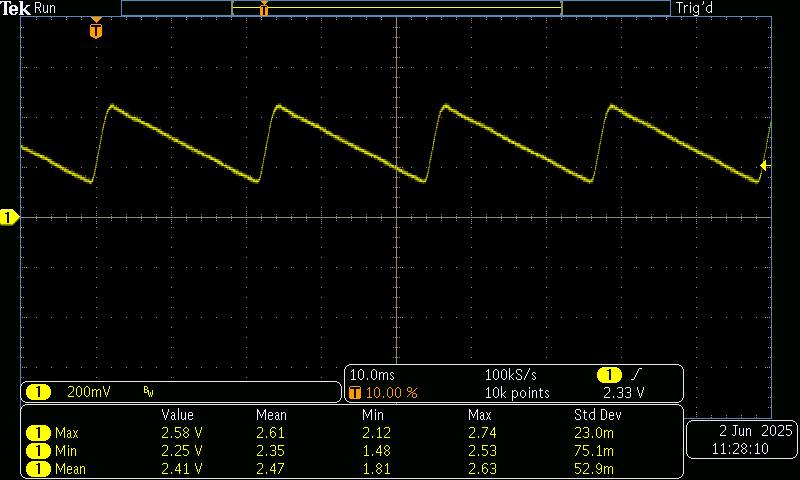 Tek Run Trig'd
T
T
1
10.0ms 100kS/s 1
1 200mV BW T 10.00 % 10k points 2.33 V
Value Mean Min Max Std Dev
1 Max 2.58 V 2.61 2.12 2.74 23.0m
1 Min 2.25 V 2.35 1.48 2.53 75.1m
1 Mean 2.41 V 2.47 1.81 2.63 52.9m
2 Jun 2025
11:28:10